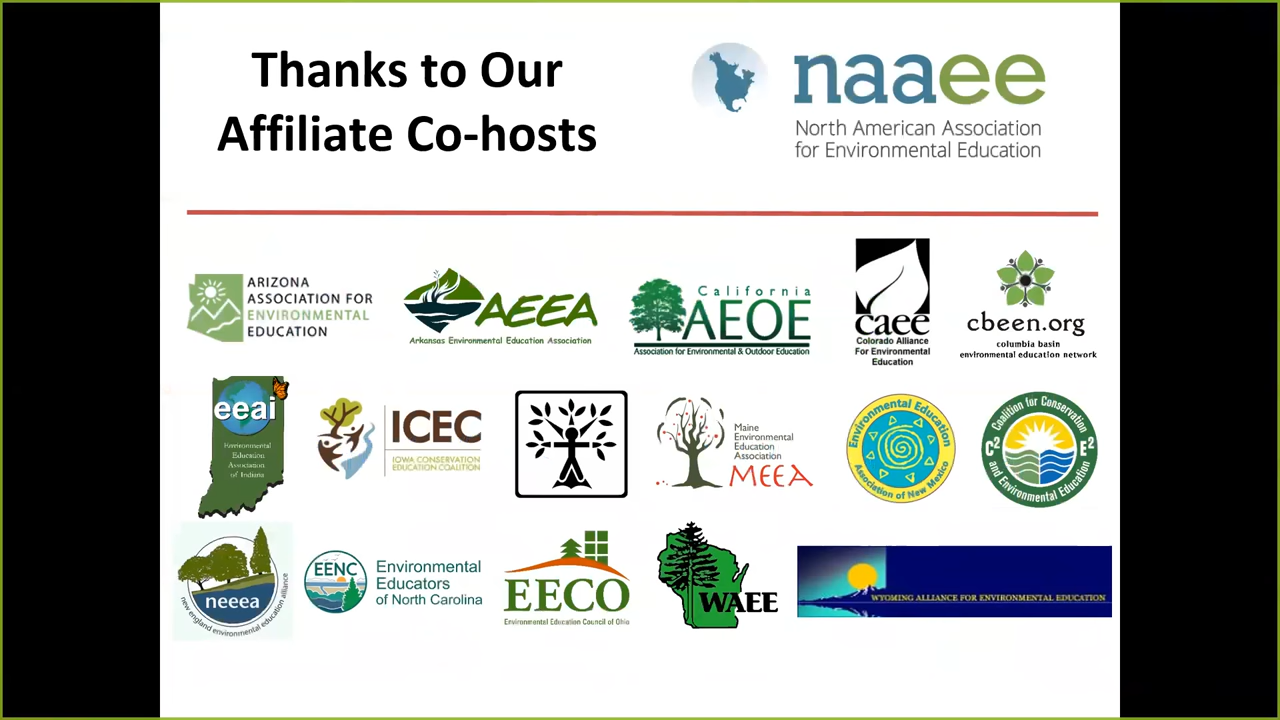 Thanks to Our
Affiliate Co-hosts
naaee
North American Association
for Environmental Education
ARIZONA
ASSOCIATION FOR
ENVIRONMENTAL
EDUCATION
AEEA
Arkansas Environmental Education Association
California
AEOE
Association for Environmental & Outdoor Education
caee
Colorado Alliance
For Environmental
Education
cbeen.org
columbia basin
environmental education network
eeai
Environmental
Education
Association
of Indiana
ICEC
IOWA CONSERVATION
EDUCATION COALITION
Maine
Environmental
Education
Association
MEEA
Environmental Education
Association of New Mexico
Coalition for Conservation
C2 E2
and Environmental Education
neeea
new england environmental education alliance
EENC
Environmental
Educators
of North Carolina
EECO
Environmental Education Council of Ohio
WAEE
WYOMING ALLIANCE FOR ENVIRONMENTAL EDUCATION